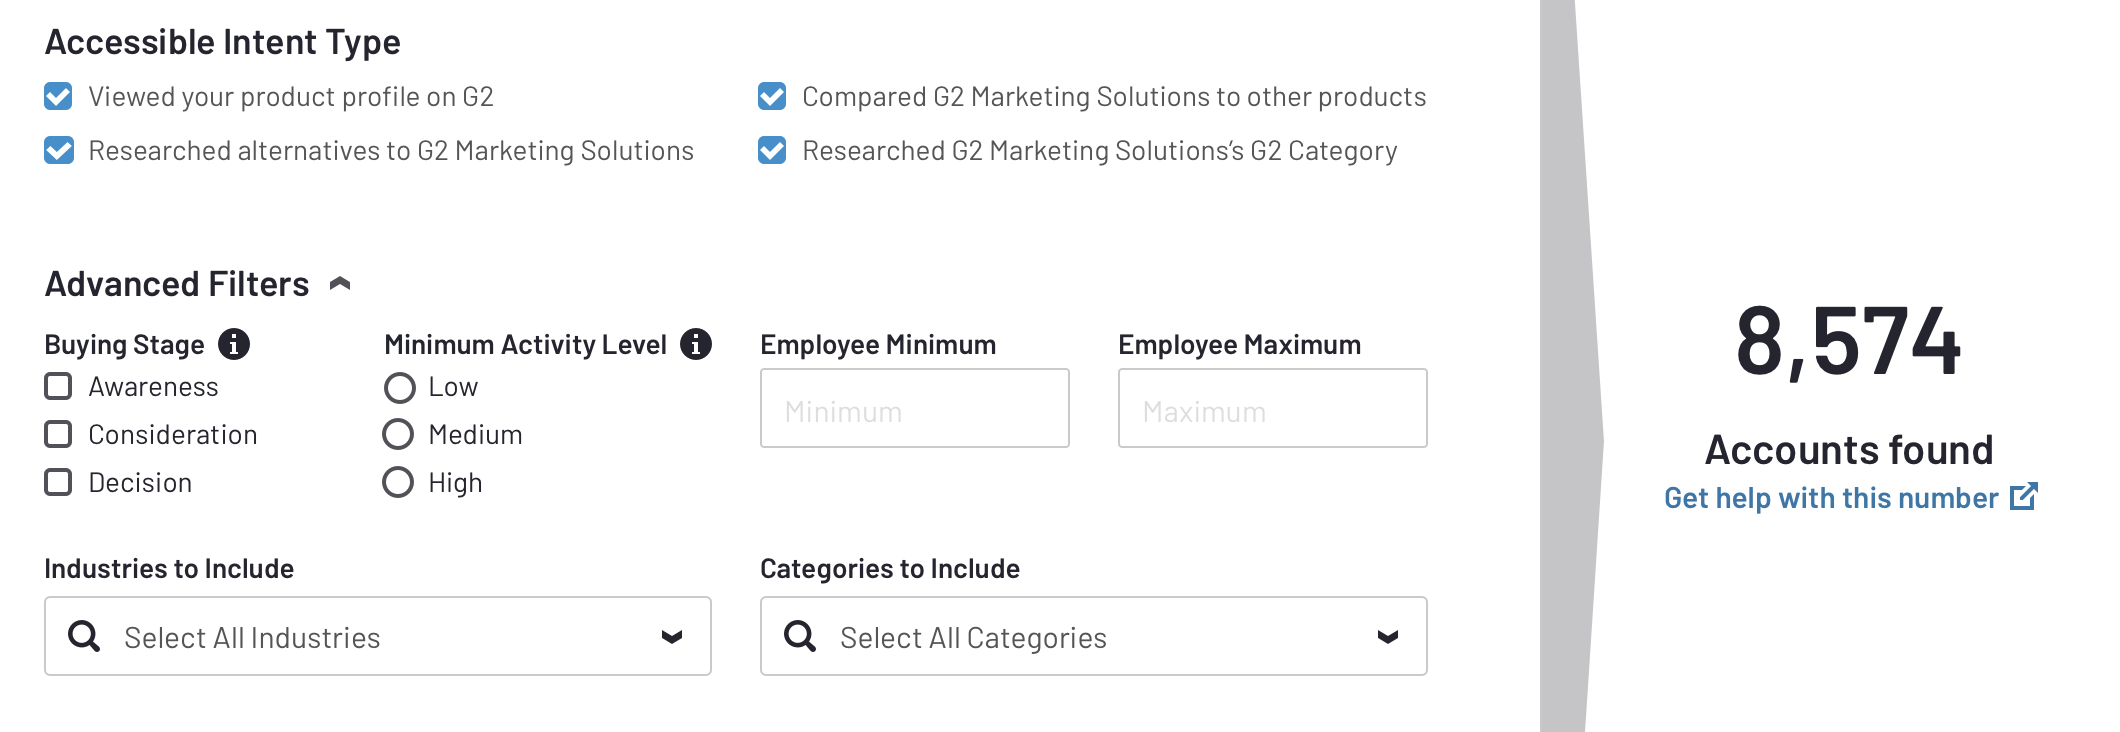 Accessible Intent Type
Viewed your product profile on G2
Compared G2 Marketing Solutions to other products
Researched alternatives to G2 Marketing Solutions
Researched G2 Marketing Solutions’s G2 Category
Advanced Filters
Buying Stage
Awareness
Consideration
Decision
Minimum Activity Level
Low
Medium
High
Employee Minimum
Minimum
Employee Maximum
Maximum
Industries to Include
Select All Industries
Categories to Include
Select All Categories
8,574
Accounts found
Get help with this number